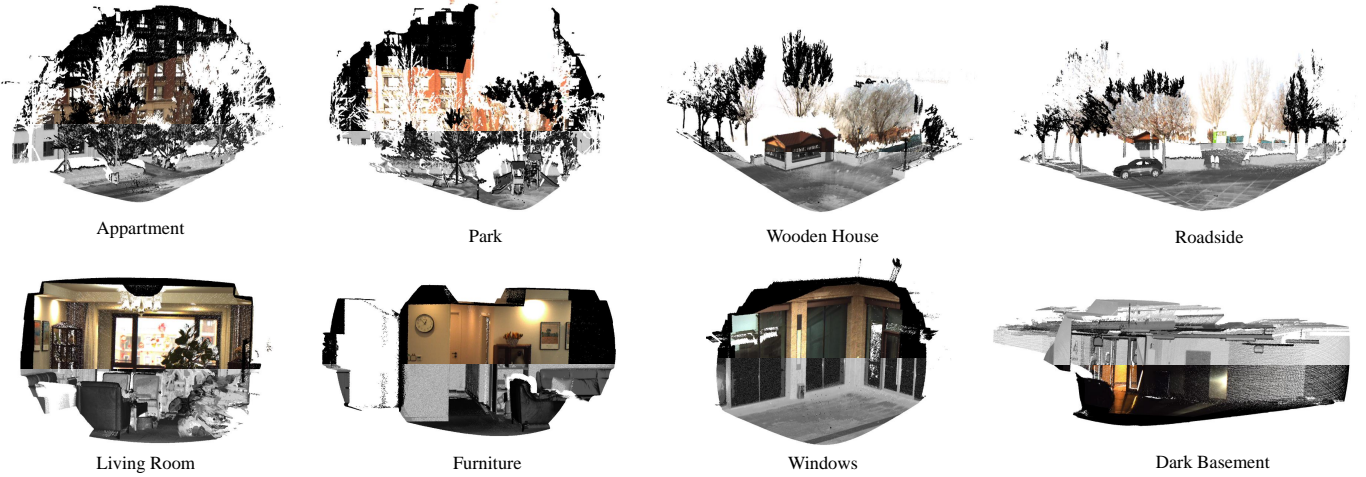 Appartment
Park
Wooden House
Roadside
Living Room
Furniture
Windows
Dark Basement